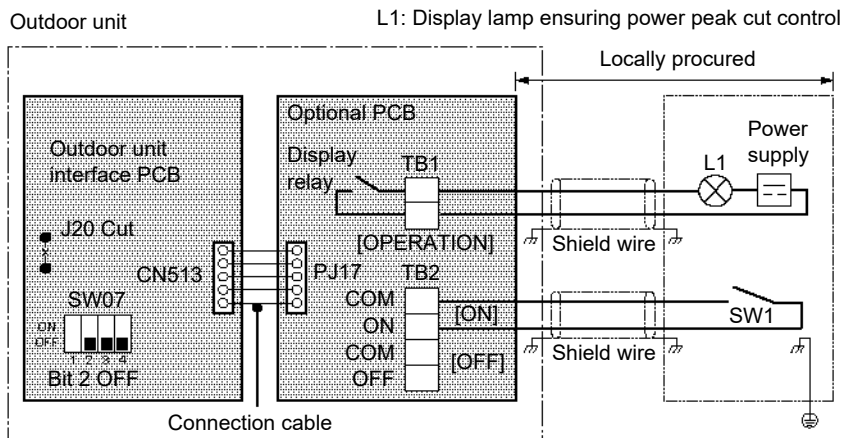 Outdoor unit
L1: Display lamp ensuring power peak cut control
Locally procured
Optional PCB
Outdoor unit
interface PCB
Display
relay
TB1
L1
Power
supply
J20 Cut
[OPERATION]
Shield wire
CN513
PJ17
TB2
SW07
ON
OFF
1 2 3 4
Bit 2 OFF
COM
ON
[ON]
COM
OFF
[OFF]
SW1
Shield wire
Connection cable